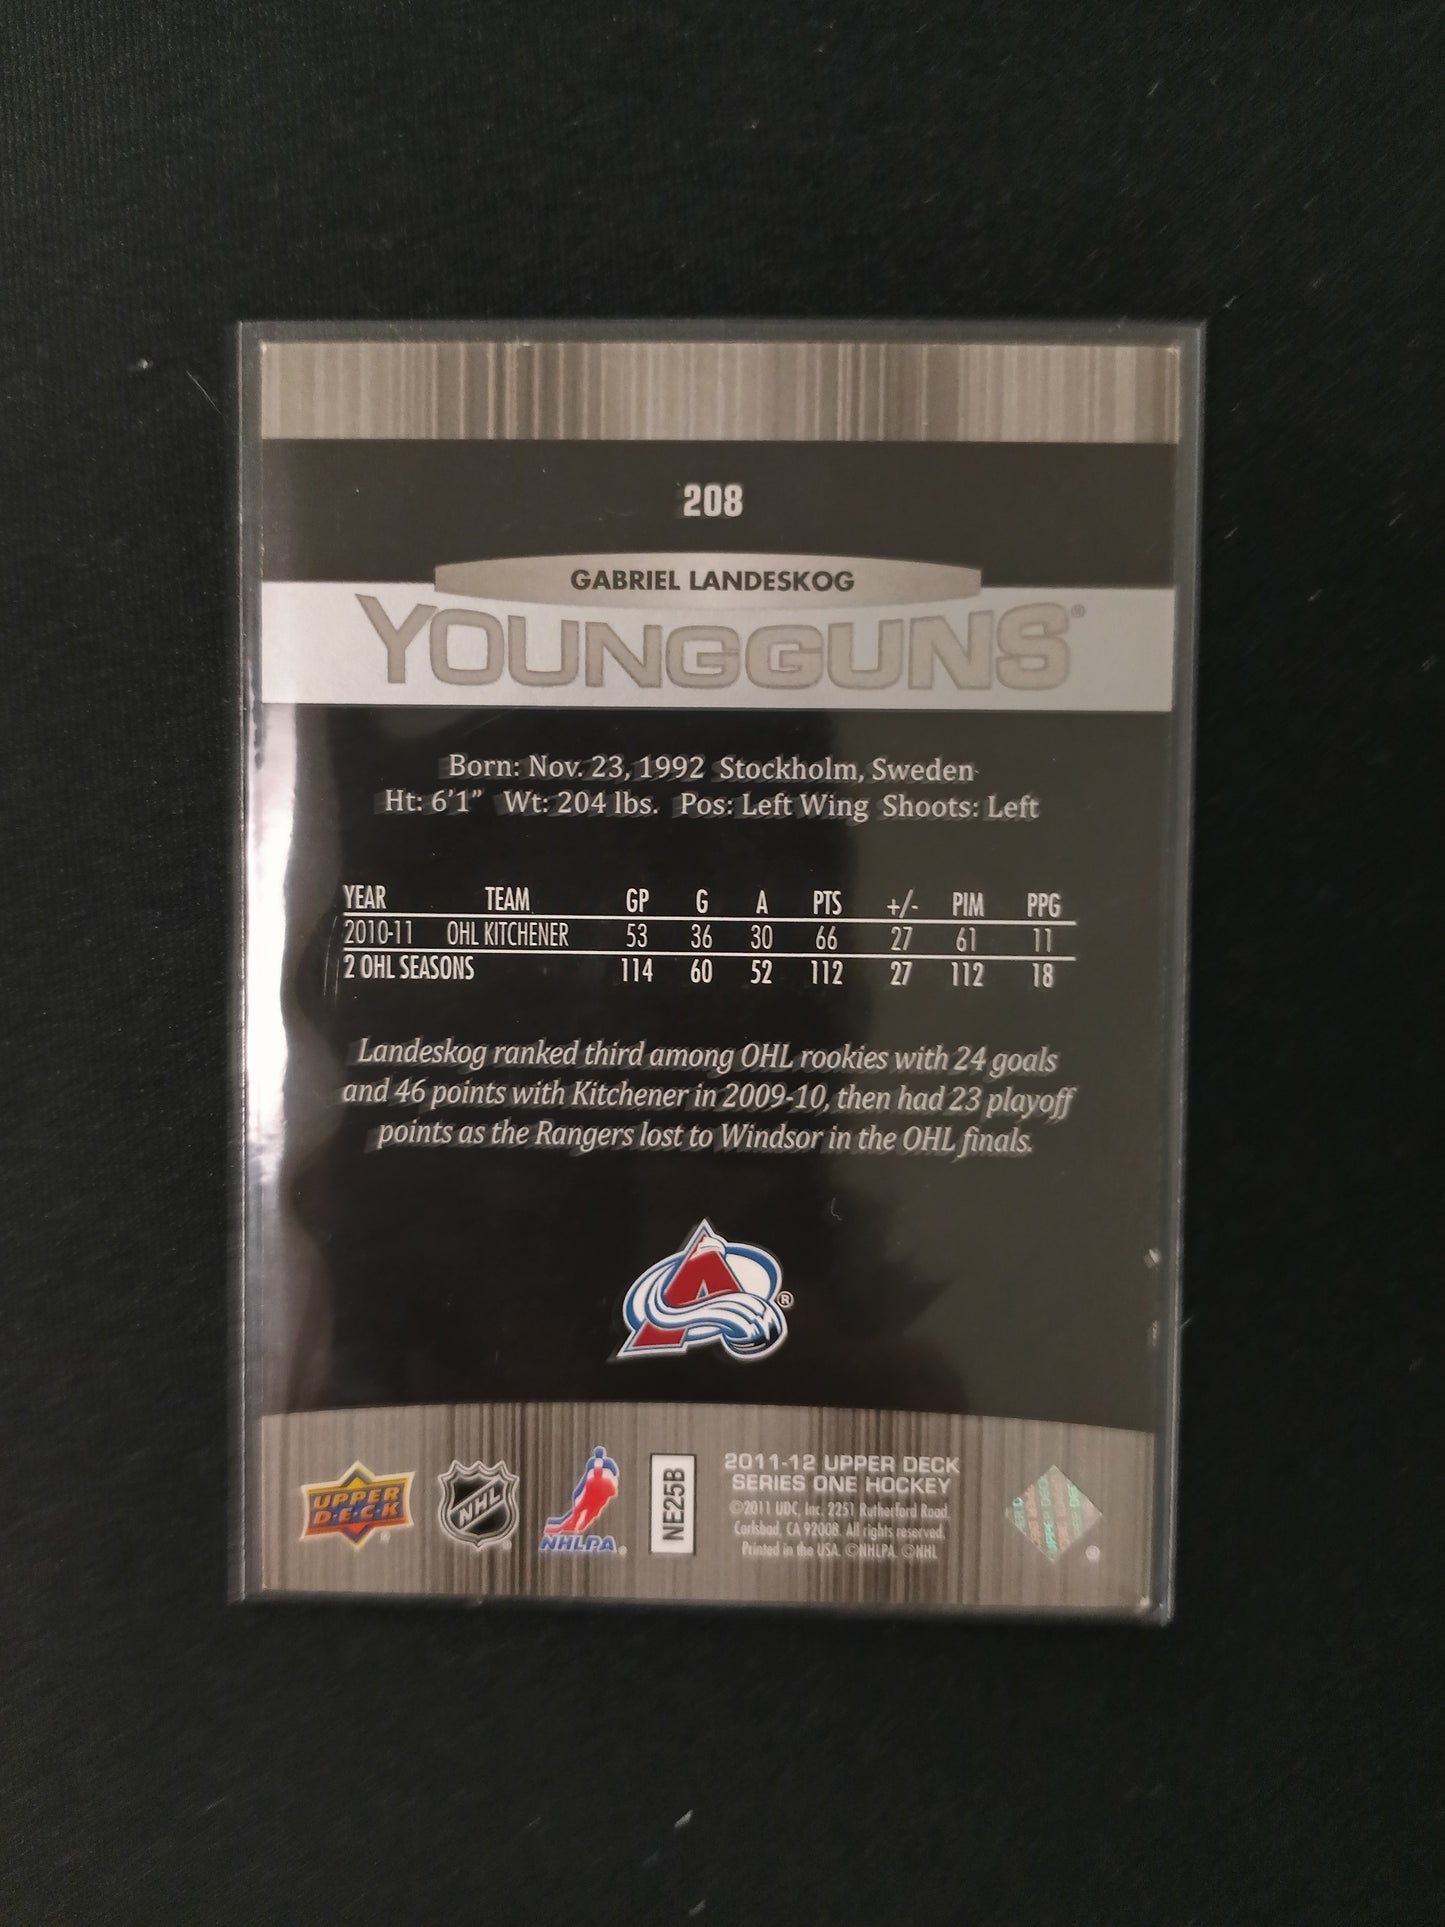 208
GABRIEL LANDESKOG
YOUNGGUNS®
Born: Nov. 23, 1992 Stockholm, Sweden
Ht: 6'1" Wt: 204 lbs. Pos: Left Wing Shoots: Left
YEAR TEAM GP G A PTS +/- PIM PPG
2010-11 OHL KITCHENER 53 36 30 66 27 61 11
2 OHL SEASONS 114 60 52 112 27 112 18
Landeskog ranked third among OHL rookies with 24 goals
and 46 points with Kitchener in 2009-10, then had 23 playoff
points as the Rangers lost to Windsor in the OHL finals.
A ®
UPPER
DECK ®
NHL
NHLPA
NE25B
2011-12 UPPER DECK
SERIES ONE HOCKEY
©2011 UDC, Inc. 2251 Rutherford Road,
Carlsbad, CA 92008. All rights reserved.
Printed in the USA. ©NHLPA. ©NHL
UPPER DECK
®